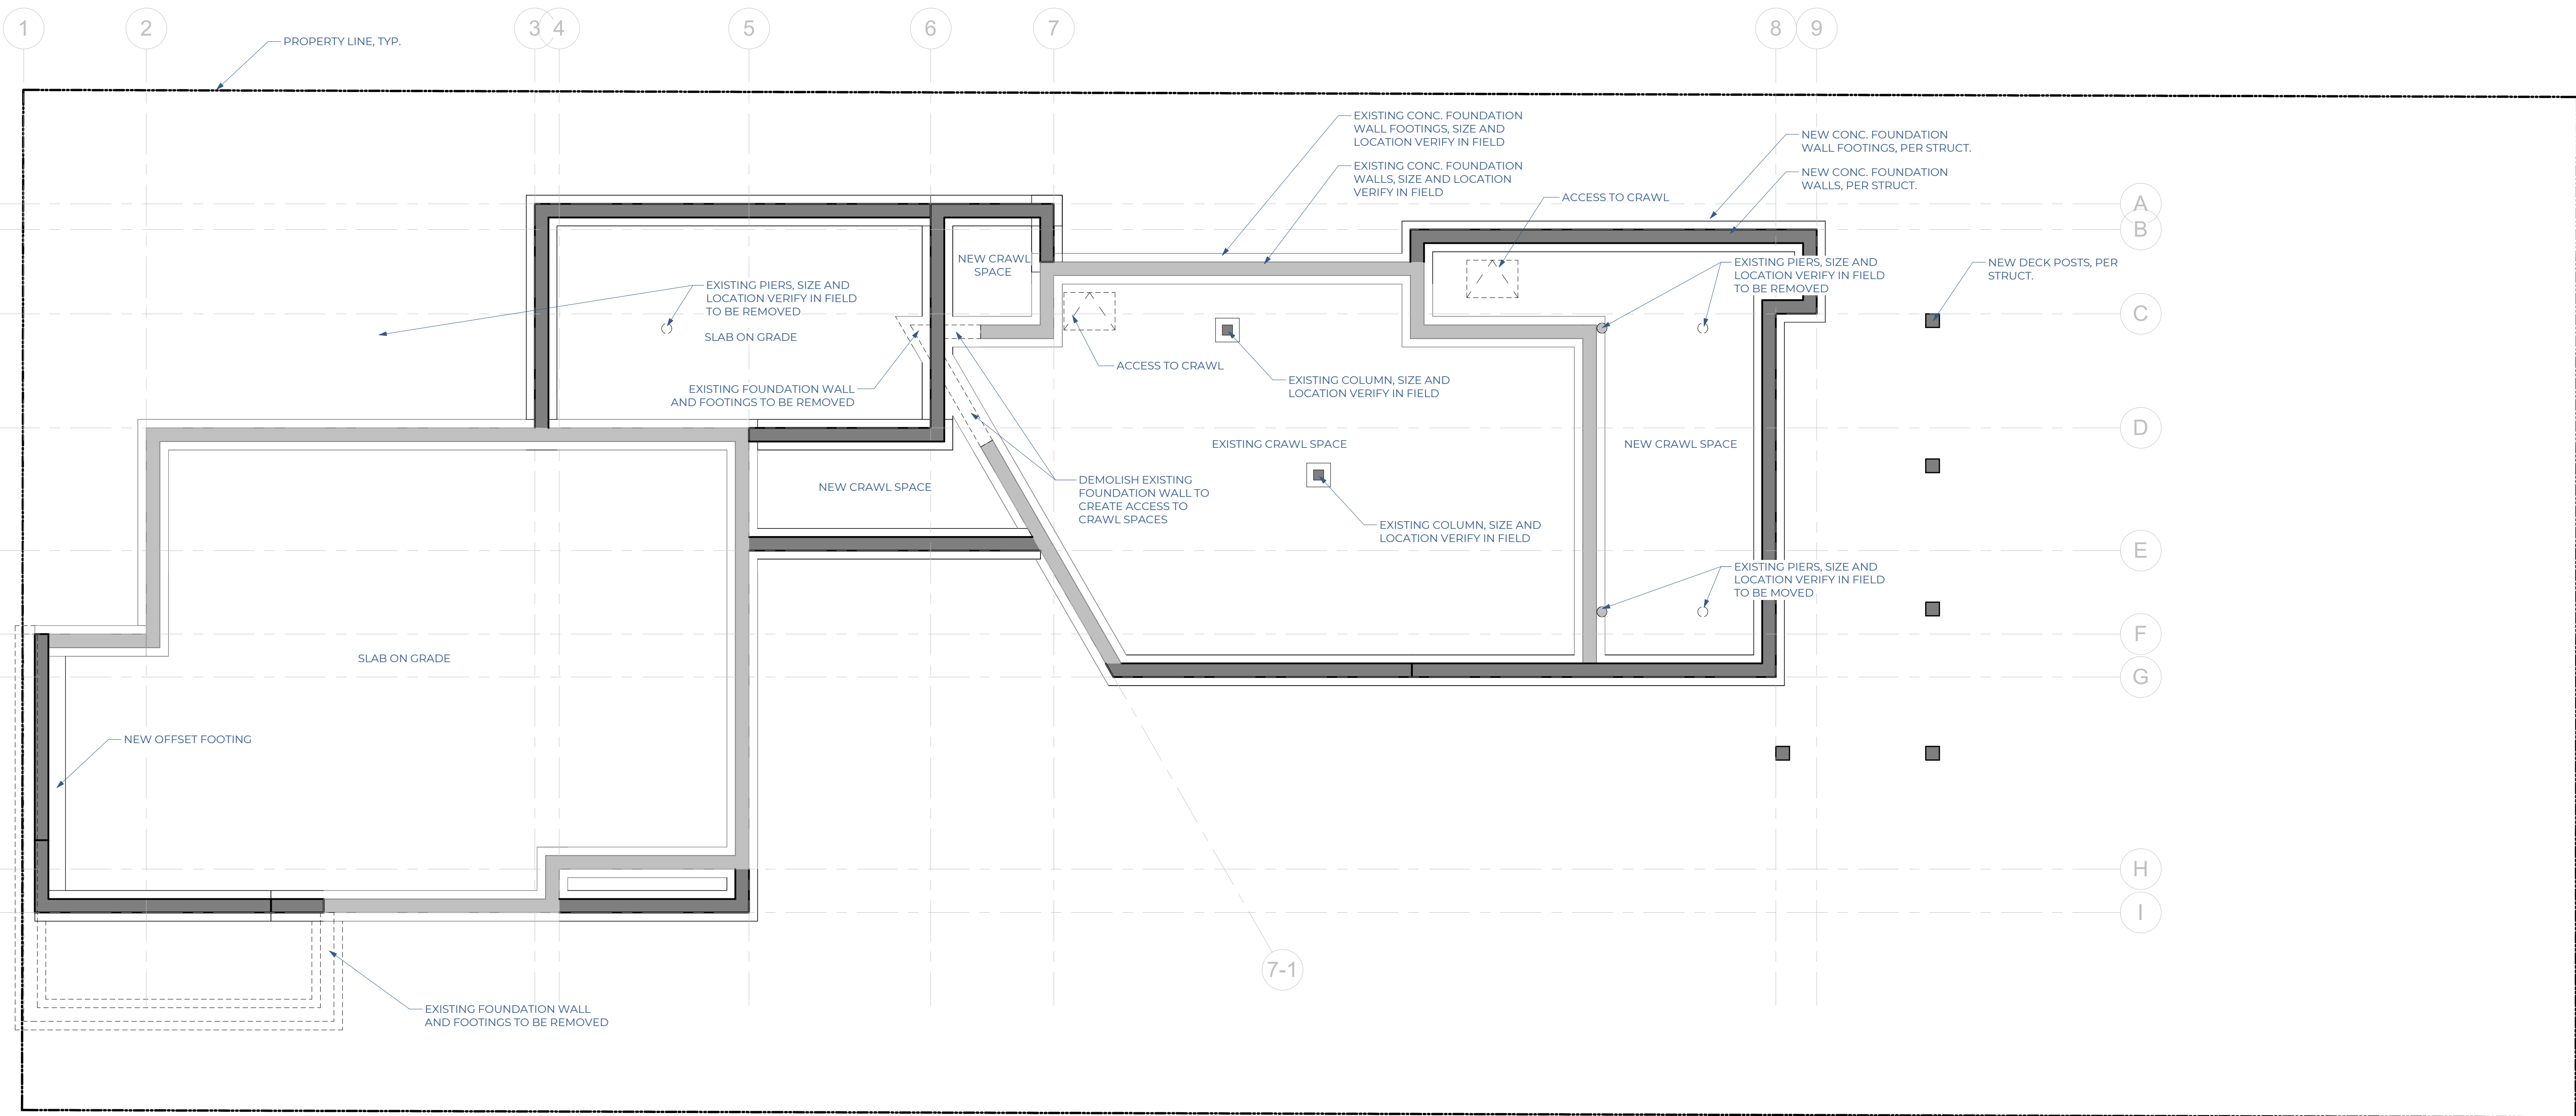 1
2
3
4
5
6
7
8
9
PROPERTY LINE, TYP.
EXISTING CONC. FOUNDATION
WALL FOOTINGS, SIZE AND
LOCATION VERIFY IN FIELD
EXISTING CONC. FOUNDATION
WALLS, SIZE AND LOCATION
VERIFY IN FIELD
NEW CONC. FOUNDATION
WALL FOOTINGS, PER STRUCT.
NEW CONC. FOUNDATION
WALLS, PER STRUCT.
ACCESS TO CRAWL
A
B
NEW CRAWL
SPACE
EXISTING PIERS, SIZE AND
LOCATION VERIFY IN FIELD
TO BE REMOVED
NEW DECK POSTS, PER
STRUCT.
EXISTING PIERS, SIZE AND
LOCATION VERIFY IN FIELD
TO BE REMOVED
C
SLAB ON GRADE
ACCESS TO CRAWL
EXISTING FOUNDATION WALL
AND FOOTINGS TO BE REMOVED
EXISTING COLUMN, SIZE AND
LOCATION VERIFY IN FIELD
D
EXISTING CRAWL SPACE
NEW CRAWL SPACE
NEW CRAWL SPACE
DEMOLISH EXISTING
FOUNDATION WALL TO
CREATE ACCESS TO
CRAWL SPACES
EXISTING COLUMN, SIZE AND
LOCATION VERIFY IN FIELD
E
EXISTING PIERS, SIZE AND
LOCATION VERIFY IN FIELD
TO BE MOVED
F
SLAB ON GRADE
G
NEW OFFSET FOOTING
H
I
7-1
EXISTING FOUNDATION WALL
AND FOOTINGS TO BE REMOVED